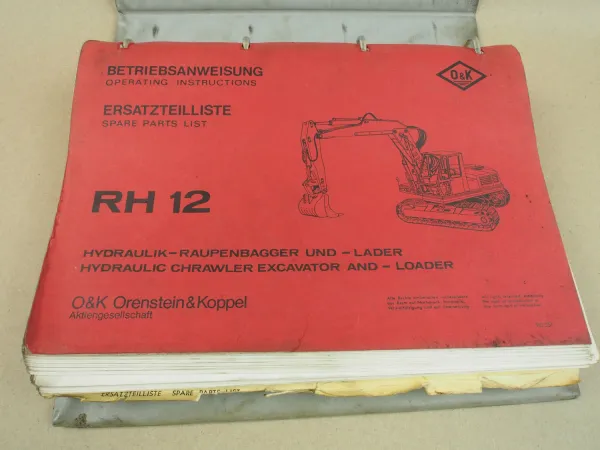 BETRIEBSANWEISUNG
OPERATING INSTRUCTIONS
O&K
ERSATZTEILLISTE
SPARE PARTS LIST
RH 12
HYDRAULIK-RAUPENBAGGER UND - LADER
HYDRAULIC CHRAWLER EXCAVATOR AND - LOADER
O&K Orenstein & Koppel
Aktiengesellschaft
ERSATZTEILLISTE SPARE PARTS LIST